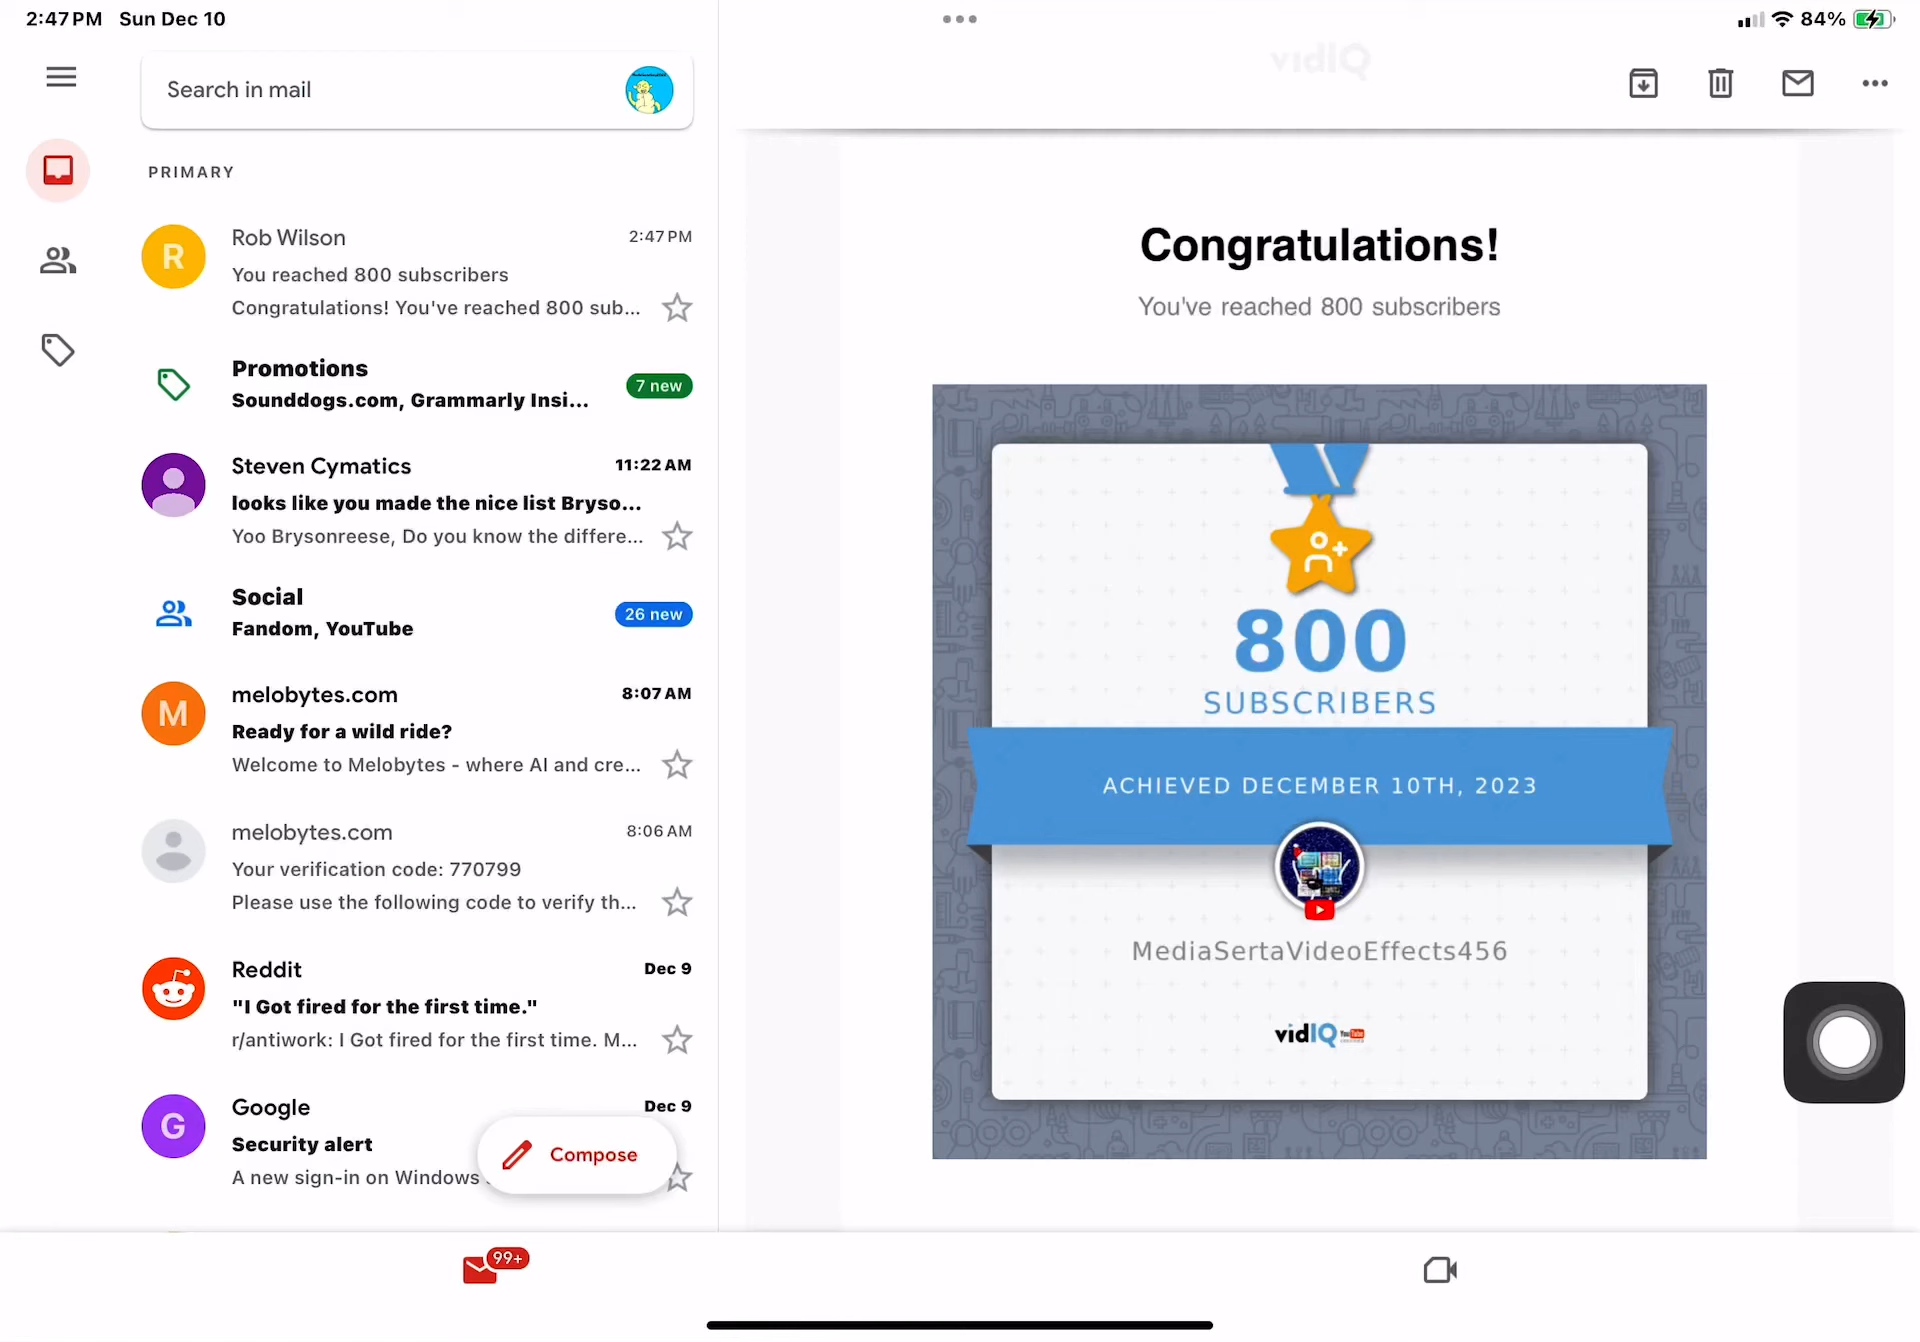 2:47 PM Sun Dec 10
84%
Search in mail
PRIMARY
R
Rob Wilson
2:47 PM
You reached 800 subscribers
Congratulations! You've reached 800 sub...
Promotions
7 new
Sounddogs.com, Grammarly Insi...
Steven Cymatics
11:22 AM
looks like you made the nice list Bryso...
Yoo Brysonreese, Do you know the differe...
Social
26 new
Fandom, YouTube
M
melobytes.com
8:07 AM
Ready for a wild ride?
Welcome to Melobytes - where AI and cre...
melobytes.com
8:06 AM
Your verification code: 770799
Please use the following code to verify th...
Reddit
Dec 9
"I Got fired for the first time."
r/antiwork: I Got fired for the first time. M...
G
Google
Dec 9
Security alert
A new sign-in on Windows
Compose
99+
vidIQ
Congratulations!
You've reached 800 subscribers
800
SUBSCRIBERS
ACHIEVED DECEMBER 10TH, 2023
MediaSertaVideoEffects456
vidIQ YouTube